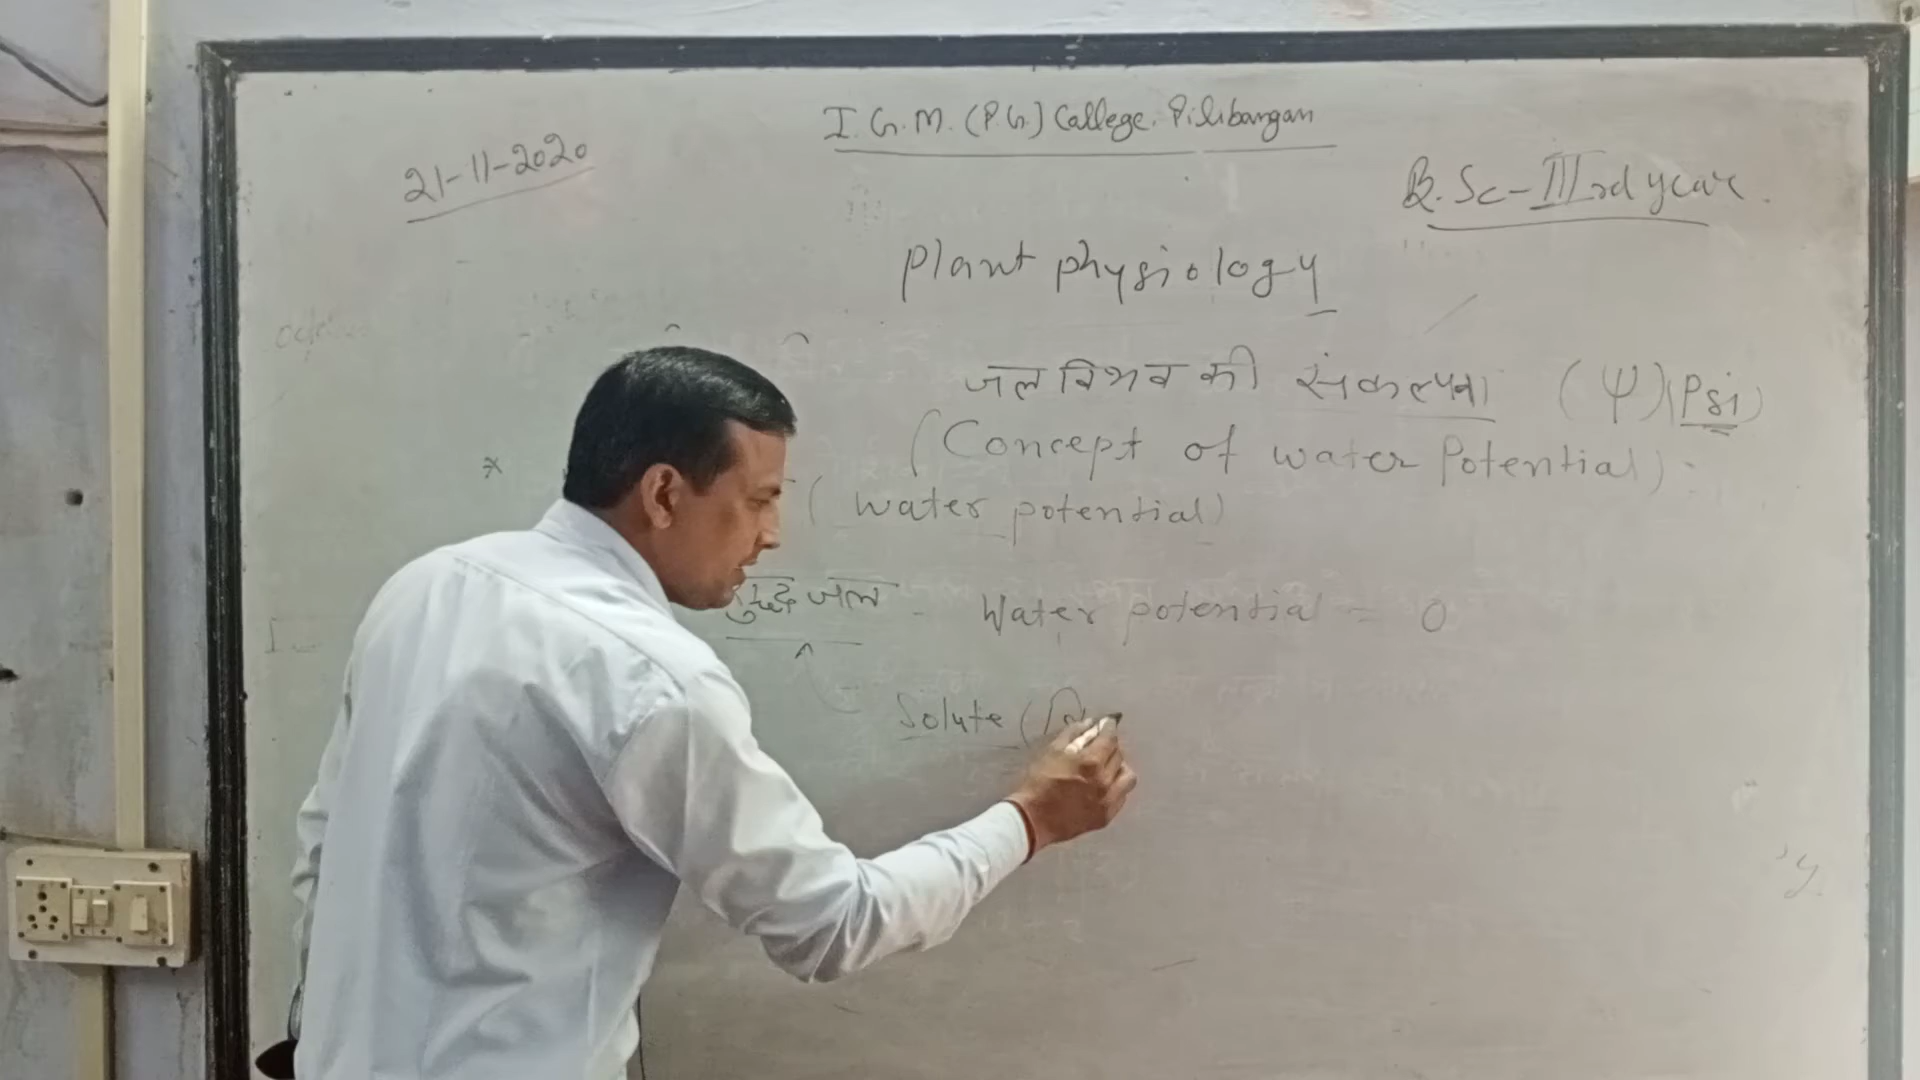 I.G.M. (P.G.) Callege. Pilibangan
21-11-2020
B.Sc - IIIrd year
Plant physiology
जल विभव की संकल्पना (Ψ) (Psi)
(Concept of water Potential)
* (water potential)
शुद्ध जल - Water potential = 0
Solute (वि